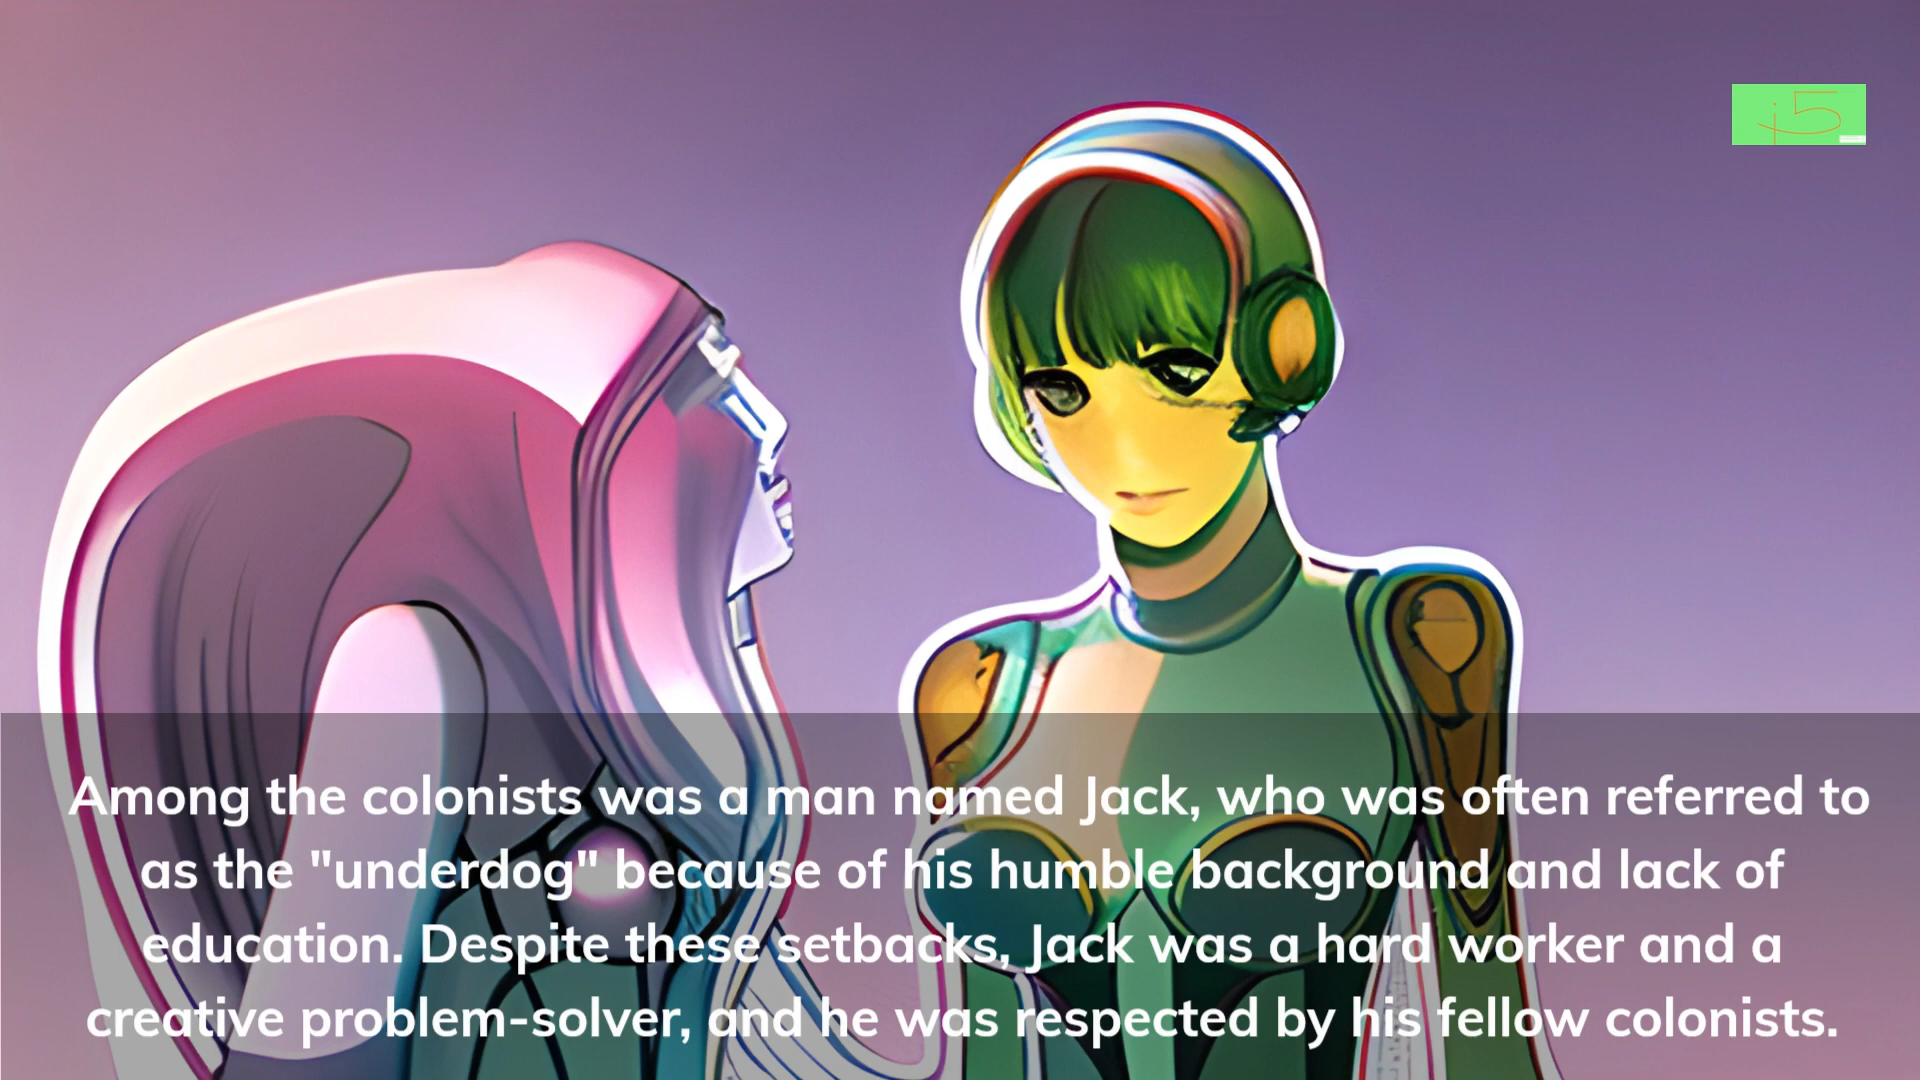 i5
Among the colonists was a man named Jack, who was often referred to
as the "underdog" because of his humble background and lack of
education. Despite these setbacks, Jack was a hard worker and a
creative problem-solver, and he was respected by his fellow colonists.